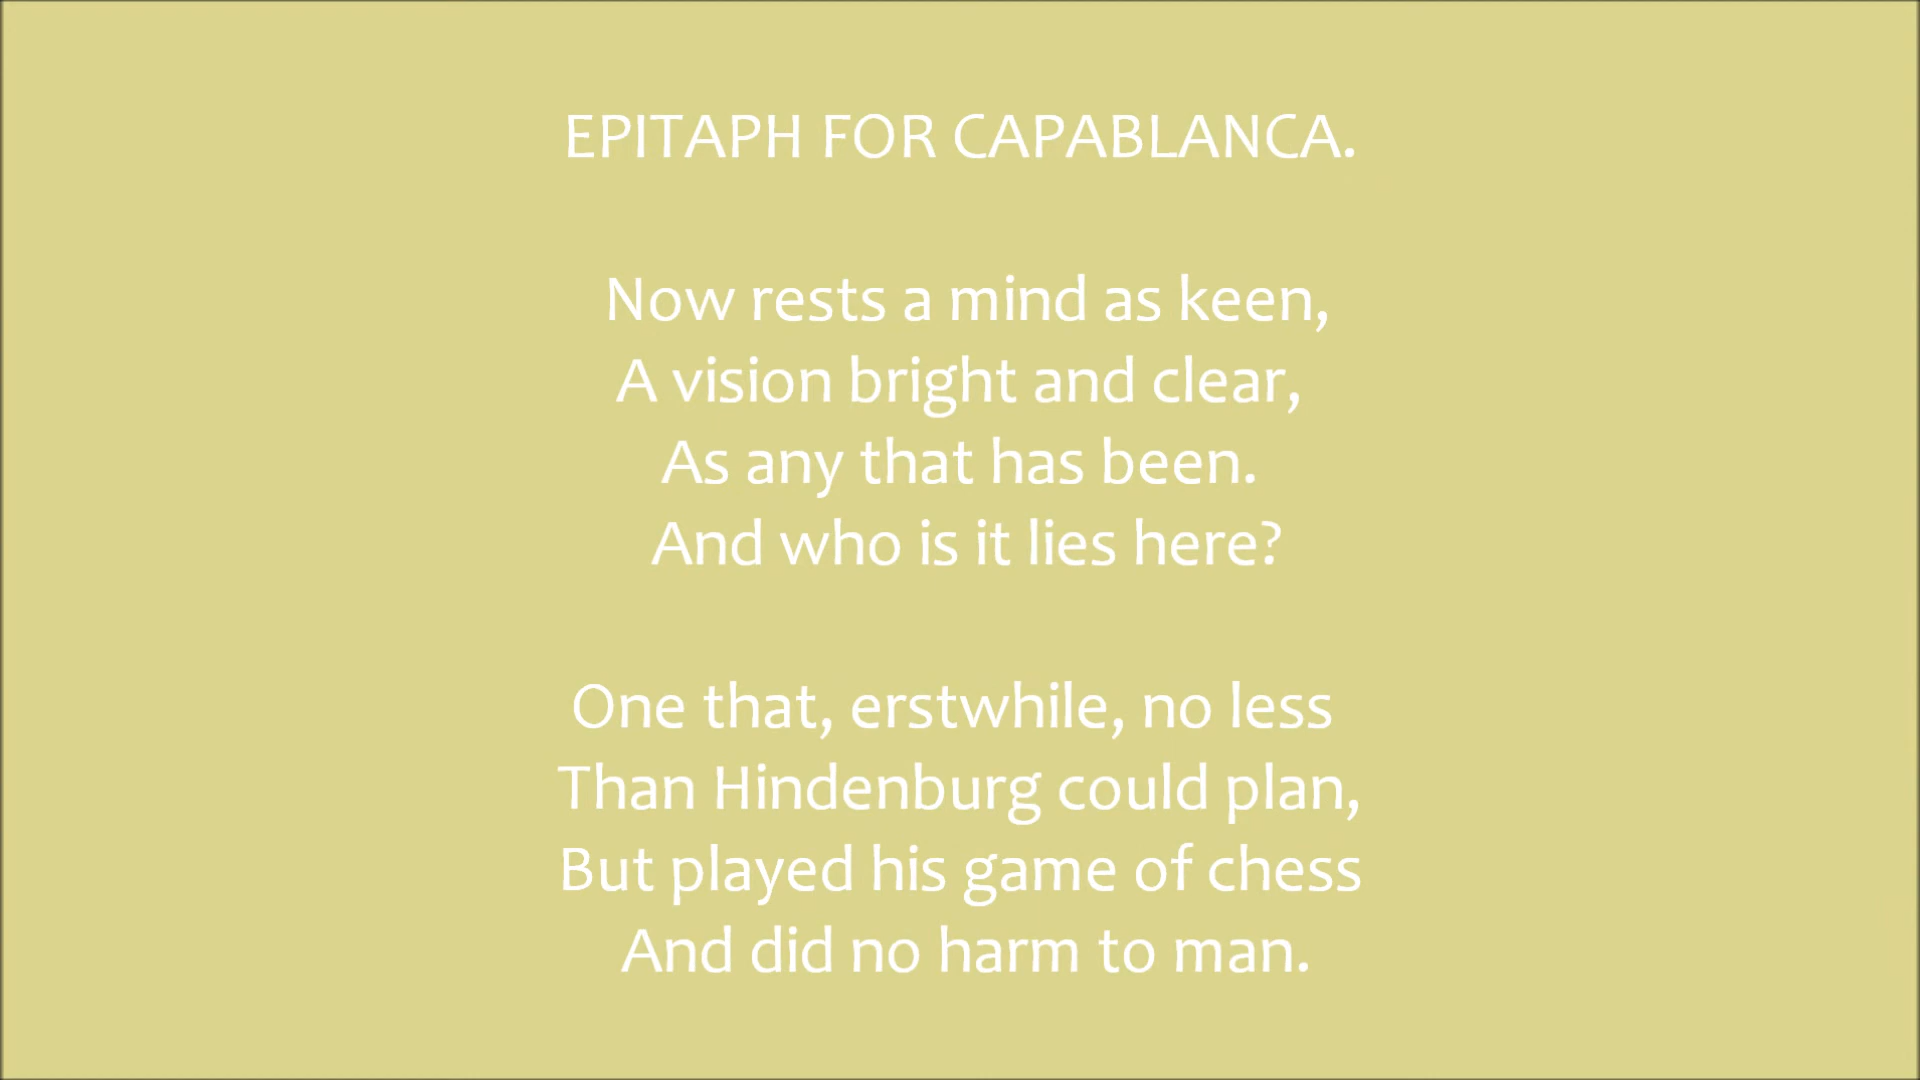 EPITAPH FOR CAPABLANCA.
Now rests a mind as keen,
A vision bright and clear,
As any that has been.
And who is it lies here?
One that, erstwhile, no less
Than Hindenburg could plan,
But played his game of chess
And did no harm to man.